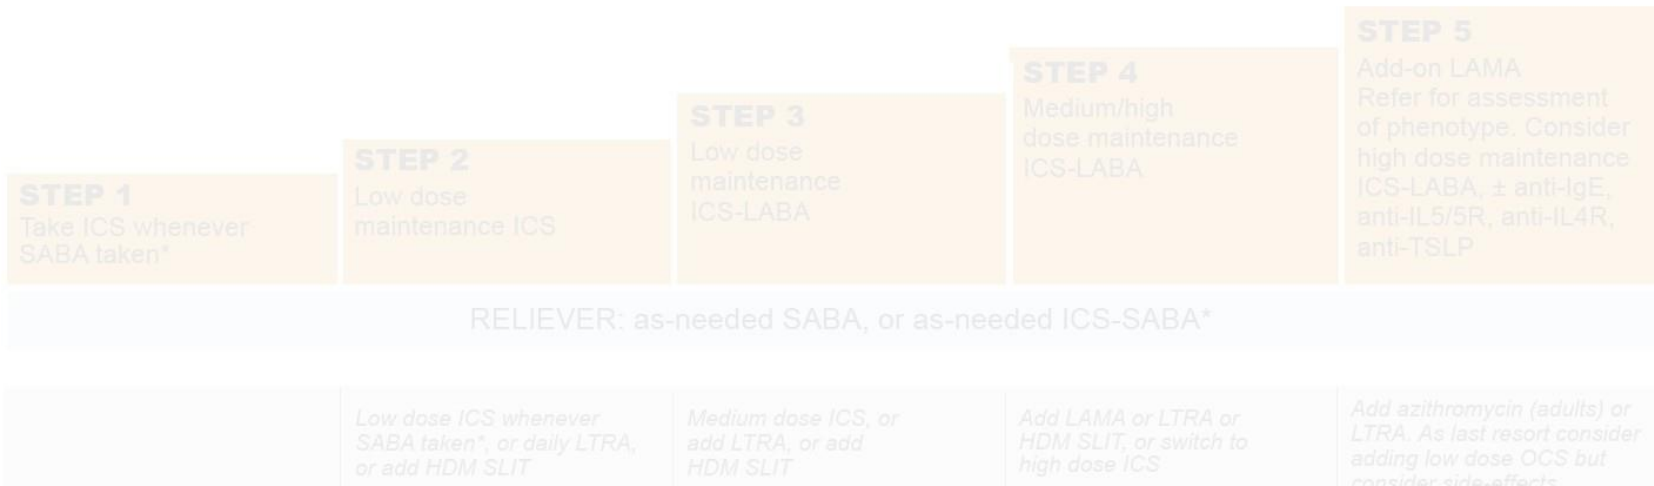 STEP 1
Take ICS whenever
SABA taken*
STEP 2
Low dose
maintenance ICS
STEP 3
Low dose
maintenance
ICS-LABA
STEP 4
Medium/high
dose maintenance
ICS-LABA
STEP 5
Add-on LAMA
Refer for assessment
of phenotype. Consider
high dose maintenance
ICS-LABA, ± anti-IgE,
anti-IL5/5R, anti-IL4R,
anti-TSLP
RELIEVER: as-needed SABA, or as-needed ICS-SABA*
Low dose ICS whenever
SABA taken*, or daily LTRA,
or add HDM SLIT
Medium dose ICS, or
add LTRA, or add
HDM SLIT
Add LAMA or LTRA or
HDM SLIT, or switch to
high dose ICS
Add azithromycin (adults) or
LTRA. As last resort consider
adding low dose OCS but
consider side-effects